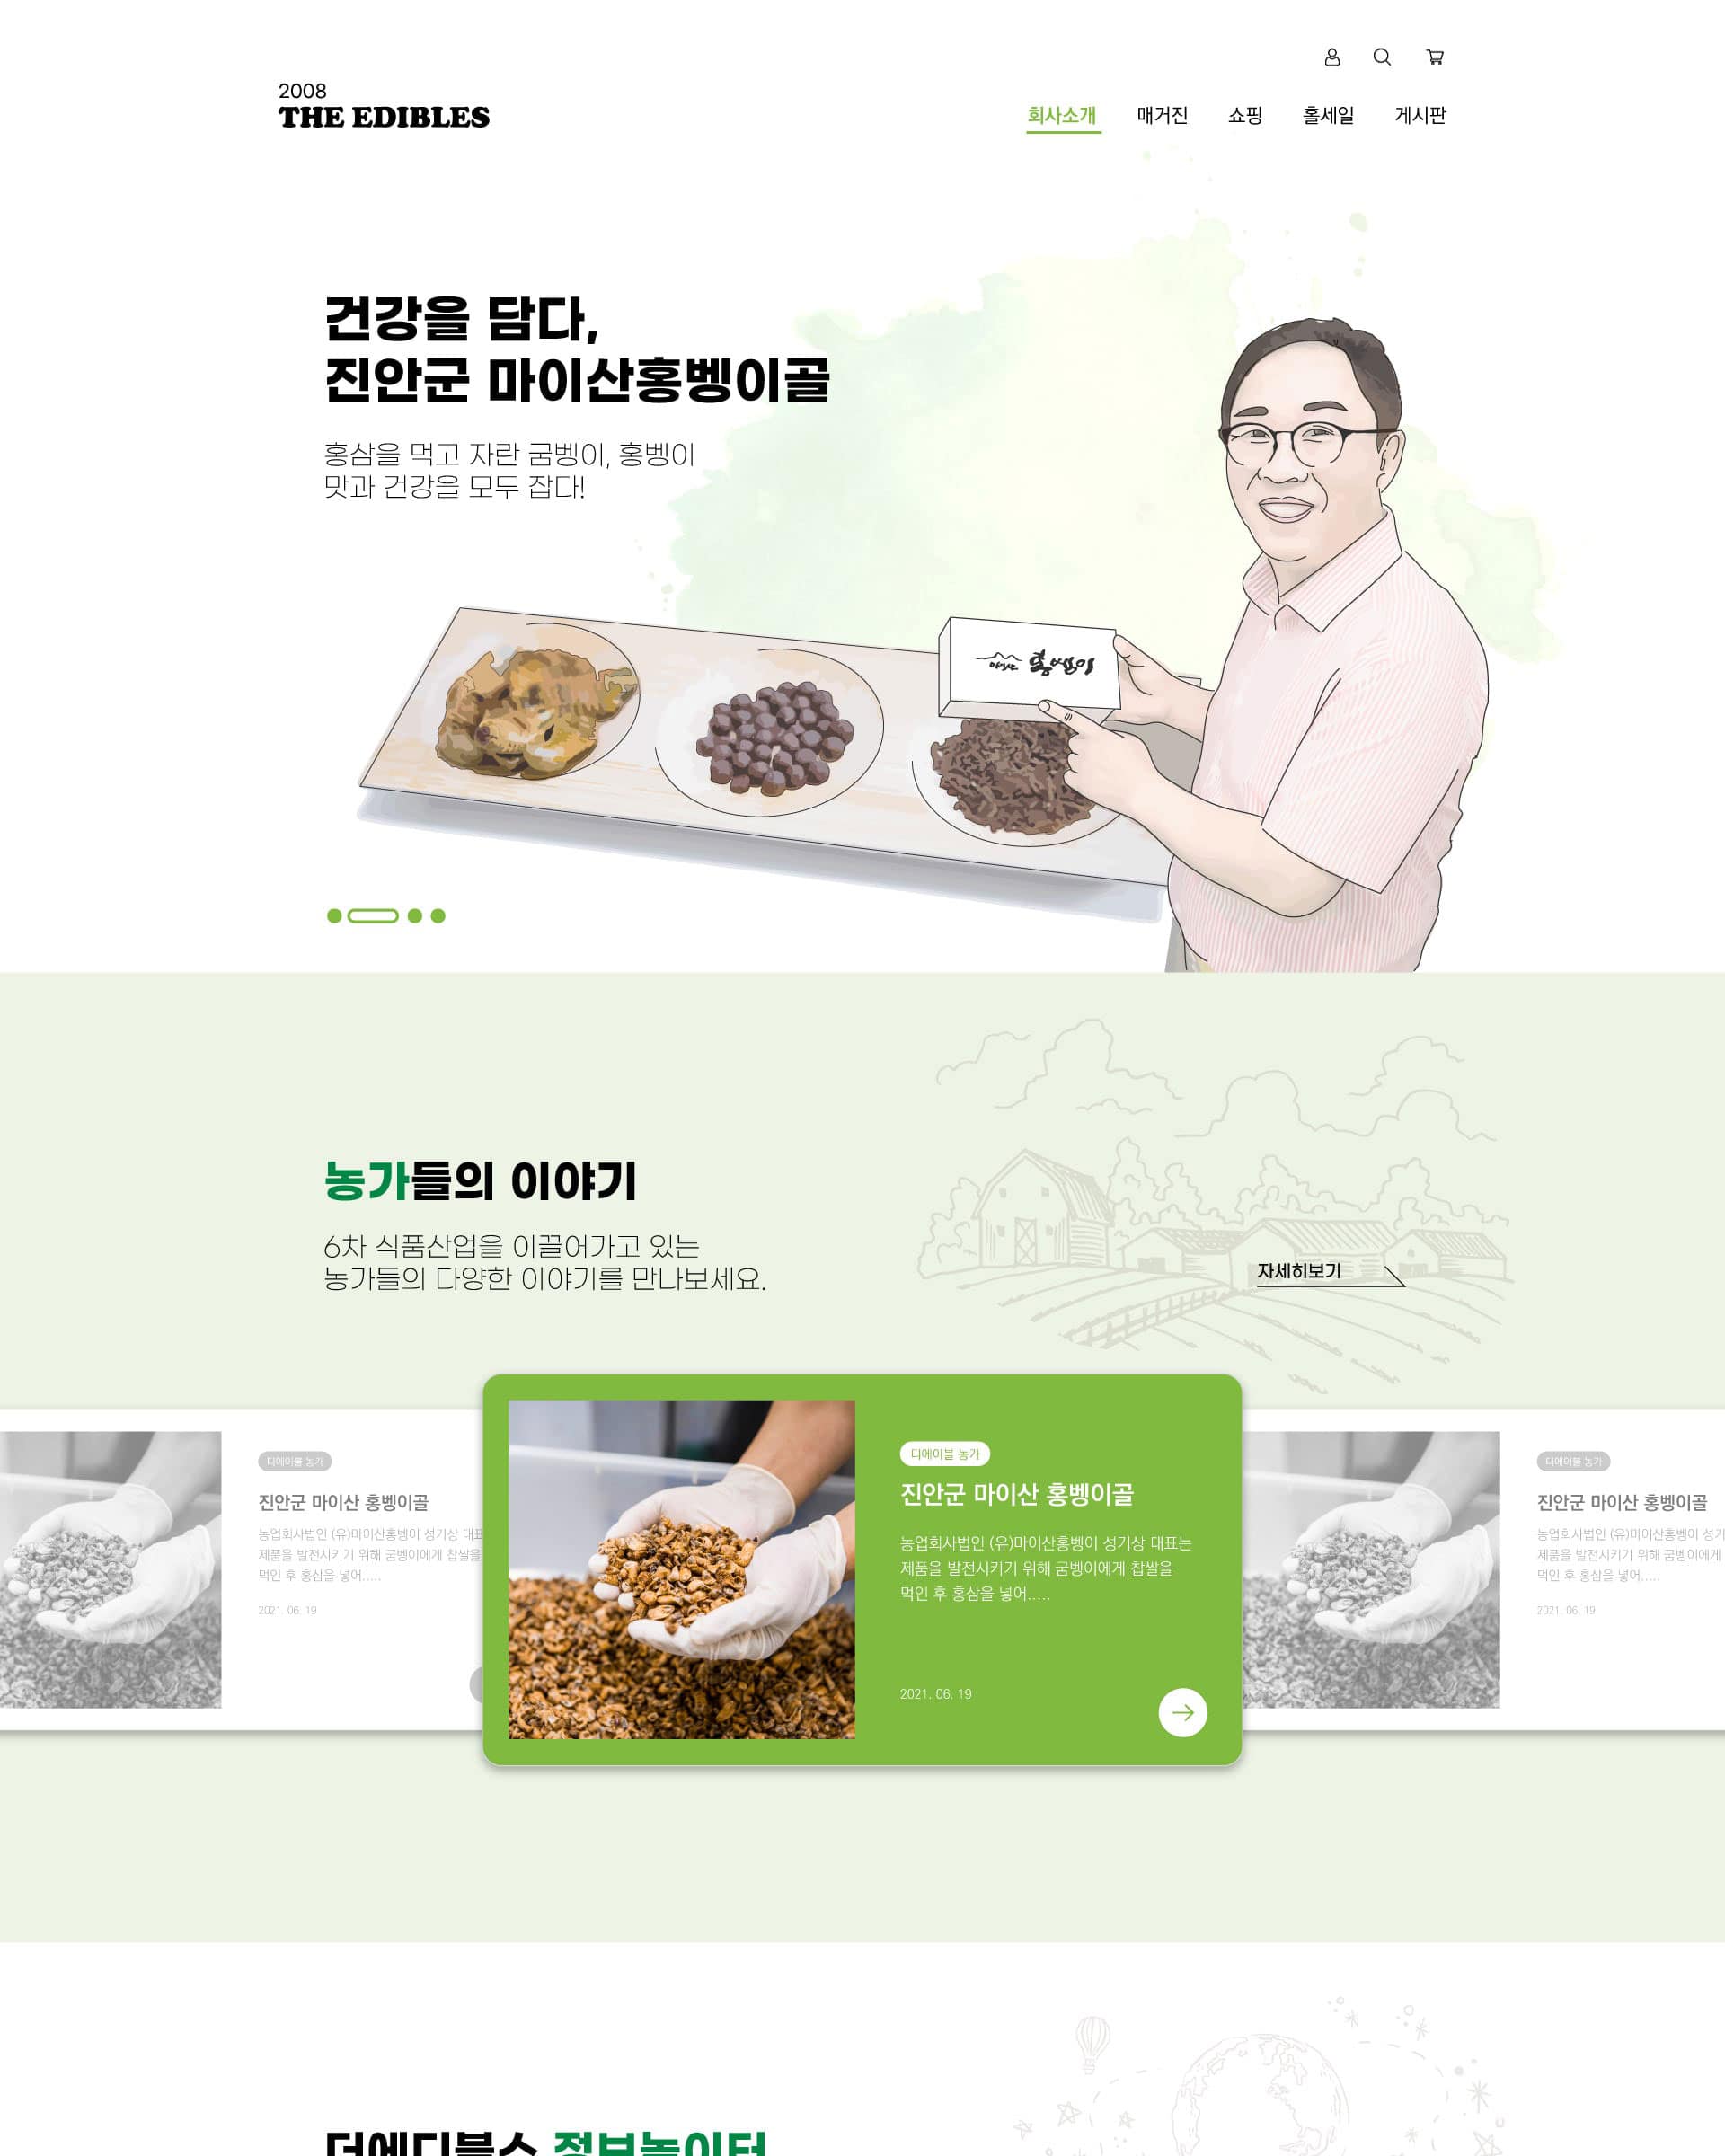 2008
THE EDIBLES
회사소개 매거진 쇼핑 홀세일 게시판
건강을 담다,
진안군 마이산홍벵이골
홍삼을 먹고 자란 굼벵이, 홍벵이
맛과 건강을 모두 잡다!
마이산 홍벵이
농가들의 이야기
6차 식품산업을 이끌어가고 있는
농가들의 다양한 이야기를 만나보세요.
자세히보기
디에이블 농가
진안군 마이산 홍벵이골
농업회사법인 (유)마이산홍벵이 성기상 대표
제품을 발전시키기 위해 굼벵이에게 찹쌀을
먹인 후 홍삼을 넣어.....
2021. 06. 19
디에이블 농가
진안군 마이산 홍벵이골
농업회사법인 (유)마이산홍벵이 성기상 대표는
제품을 발전시키기 위해 굼벵이에게 찹쌀을
먹인 후 홍삼을 넣어.....
2021. 06. 19
디에이블 농가
진안군 마이산 홍벵이골
농업회사법인 (유)마이산홍벵이 성기
제품을 발전시키기 위해 굼벵이에게
먹인 후 홍삼을 넣어.....
2021. 06. 19
더에디블스 정보놀이터